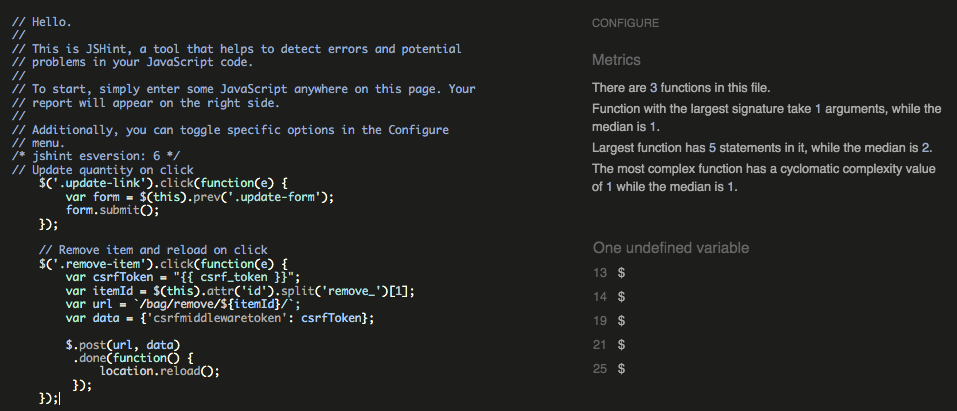 // Hello.
//
// This is JSHint, a tool that helps to detect errors and potential
// problems in your JavaScript code.
//
// To start, simply enter some JavaScript anywhere on this page. Your
// report will appear on the right side.
//
// Additionally, you can toggle specific options in the Configure
// menu.
/* jshint esversion: 6 */
// Update quantity on click
    $('.update-link').click(function(e) {
        var form = $(this).prev('.update-form');
        form.submit();
    });

    // Remove item and reload on click
    $('.remove-item').click(function(e) {
        var csrfToken = "{{ csrf_token }}";
        var itemId = $(this).attr('id').split('remove_')[1];
        var url = `/bag/remove/${itemId}/`;
        var data = {'csrfmiddlewaretoken': csrfToken};

        $.post(url, data)
         .done(function() {
             location.reload();
         });
    });
CONFIGURE
Metrics
There are 3 functions in this file.
Function with the largest signature take 1 arguments, while the
median is 1.
Largest function has 5 statements in it, while the median is 2.
The most complex function has a cyclomatic complexity value
of 1 while the median is 1.
One undefined variable
13 $
14 $
19 $
21 $
25 $